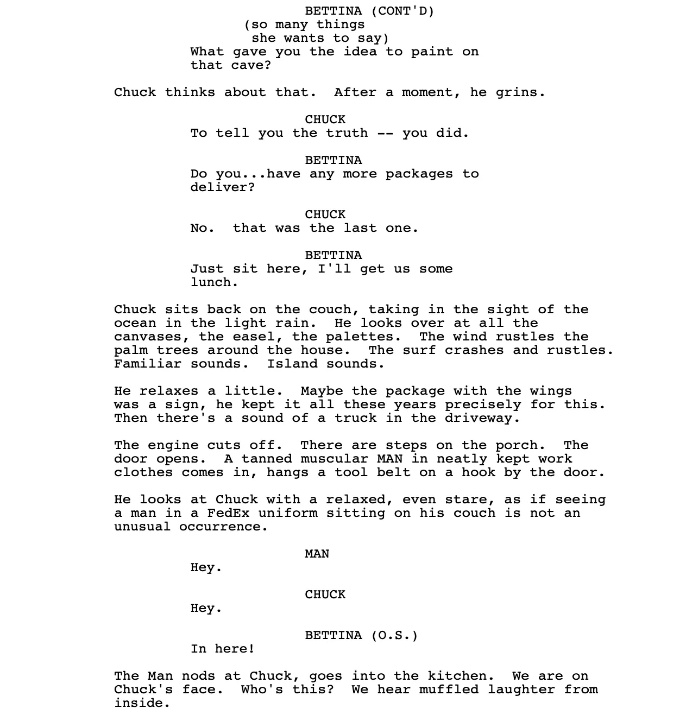 BETTINA (CONT'D)
(so many things
she wants to say)
What gave you the idea to paint on
that cave?
Chuck thinks about that.  After a moment, he grins.
CHUCK
To tell you the truth -- you did.
BETTINA
Do you...have any more packages to
deliver?
CHUCK
No.  that was the last one.
BETTINA
Just sit here, I'll get us some
lunch.
Chuck sits back on the couch, taking in the sight of the
ocean in the light rain.  He looks over at all the
canvases, the easel, the palettes.  The wind rustles the
palm trees around the house.  The surf crashes and rustles.
Familiar sounds.  Island sounds.
He relaxes a little.  Maybe the package with the wings
was a sign, he kept it all these years precisely for this.
Then there's a sound of a truck in the driveway.
The engine cuts off.  There are steps on the porch.  The
door opens.  A tanned muscular MAN in neatly kept work
clothes comes in, hangs a tool belt on a hook by the door.
He looks at Chuck with a relaxed, even stare, as if seeing
a man in a FedEx uniform sitting on his couch is not an
unusual occurrence.
MAN
Hey.
CHUCK
Hey.
BETTINA (O.S.)
In here!
The Man nods at Chuck, goes into the kitchen.  We are on
Chuck's face.  Who's this?  We hear muffled laughter from
inside.